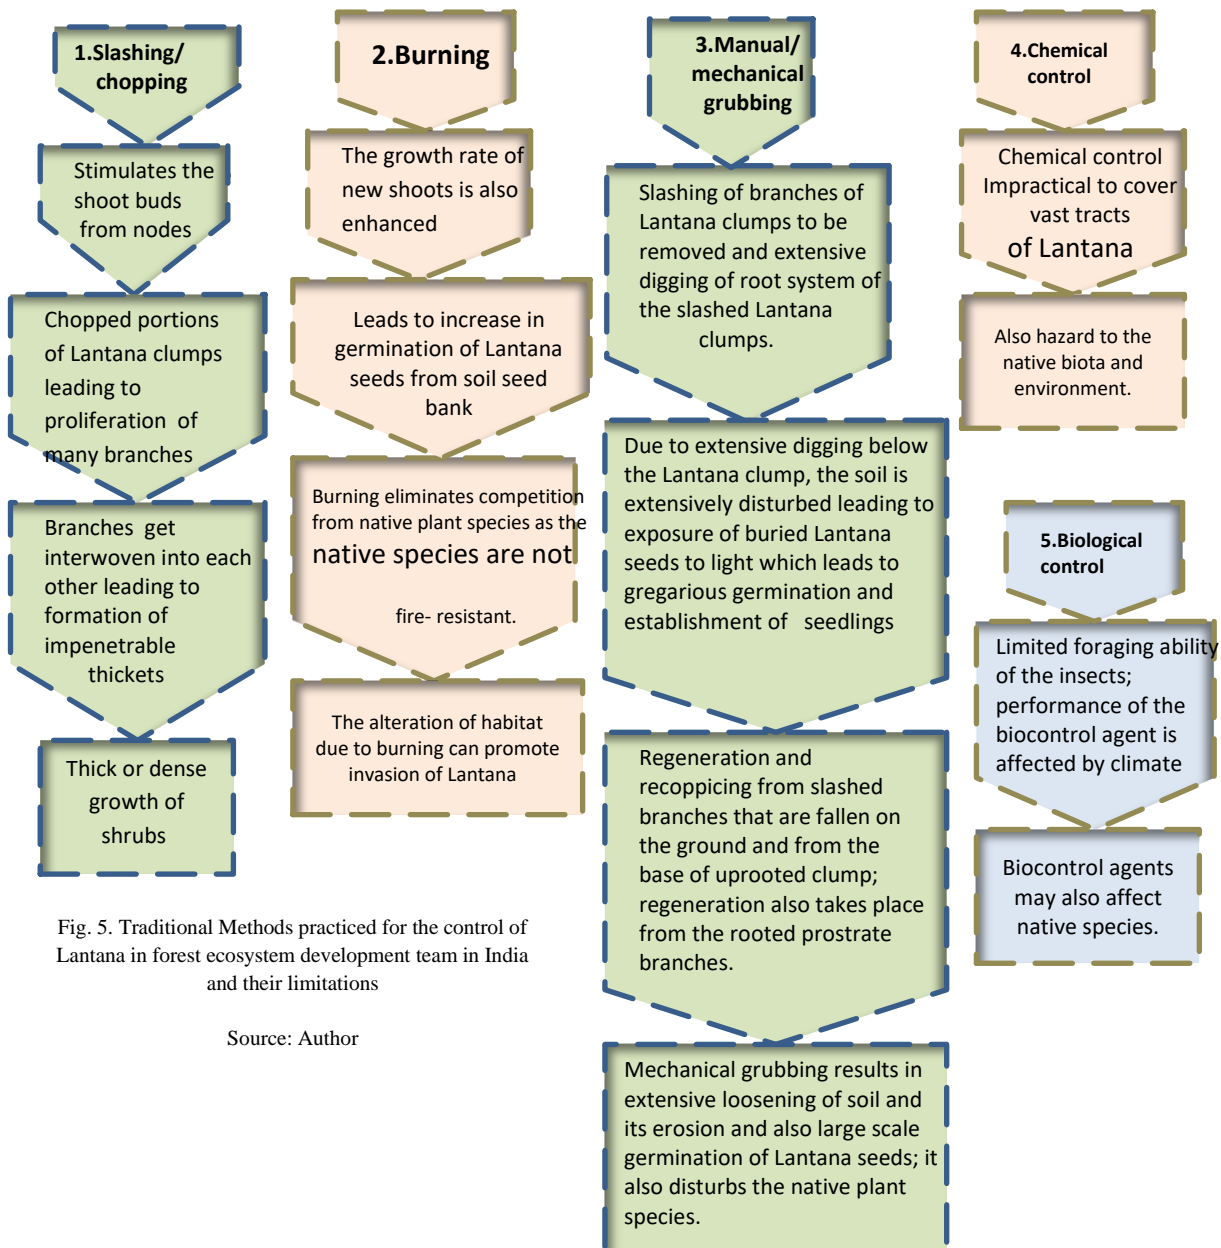 1.Slashing/
chopping
Stimulates the
shoot buds
from nodes
Chopped portions
of Lantana clumps
leading to
proliferation of
many branches
Branches get
interwoven into each
other leading to
formation of
impenetrable
thickets
Thick or dense
growth of
shrubs
2.Burning
The growth rate of
new shoots is also
enhanced
Leads to increase in
germination of Lantana
seeds from soil seed
bank
Burning eliminates competition
from native plant species as the
native species are not
fire- resistant.
The alteration of habitat
due to burning can promote
invasion of Lantana
3.Manual/
mechanical
grubbing
Slashing of branches of
Lantana clumps to be
removed and extensive
digging of root system of
the slashed Lantana
clumps.
Due to extensive digging below
the Lantana clump, the soil is
extensively disturbed leading to
exposure of buried Lantana
seeds to light which leads to
gregarious germination and
establishment of seedlings
Regeneration and
recoppicing from slashed
branches that are fallen on
the ground and from the
base of uprooted clump;
regeneration also takes place
from the rooted prostrate
branches.
Mechanical grubbing results in
extensive loosening of soil and
its erosion and also large scale
germination of Lantana seeds; it
also disturbs the native plant
species.
4.Chemical
control
Chemical control
Impractical to cover
vast tracts
of Lantana
Also hazard to the
native biota and
environment.
5.Biological
control
Limited foraging ability
of the insects;
performance of the
biocontrol agent is
affected by climate
Biocontrol agents
may also affect
native species.
Fig. 5. Traditional Methods practiced for the control of
Lantana in forest ecosystem development team in India
and their limitations
Source: Author